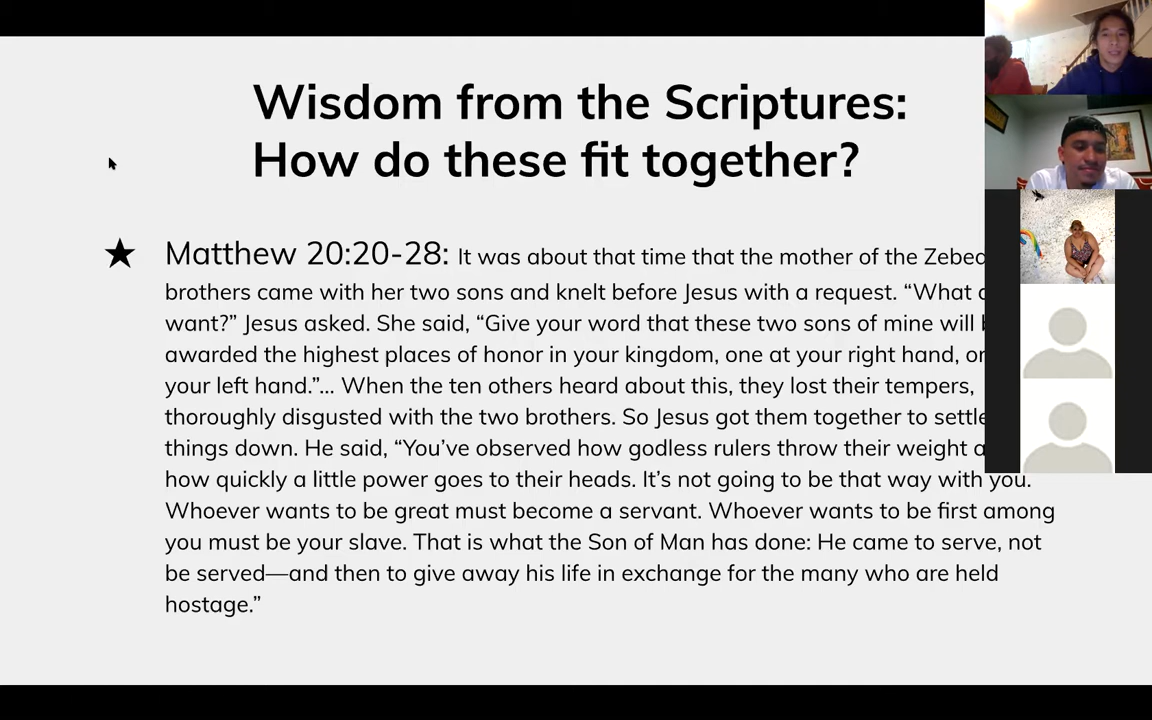 Wisdom from the Scriptures:
How do these fit together?
★ Matthew 20:20-28: It was about that time that the mother of the
brothers came with her two sons and knelt before Jesus with a request. “What
want?” Jesus asked. She said, “Give your word that these two sons of mine will
awarded the highest places of honor in your kingdom, one at your right hand,
your left hand.”... When the ten others heard about this, they lost their tempers,
thoroughly disgusted with the two brothers. So Jesus got them together to settle
things down. He said, “You’ve observed how godless rulers throw their weight
how quickly a little power goes to their heads. It’s not going to be that way with you.
Whoever wants to be great must become a servant. Whoever wants to be first among
you must be your slave. That is what the Son of Man has done: He came to serve, not
be served—and then to give away his life in exchange for the many who are held
hostage.”